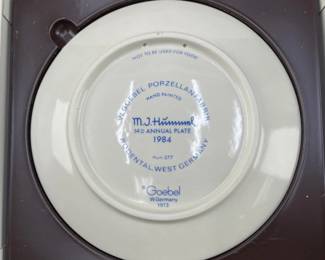 NOT TO BE USED FOR FOOD
W. GOEBEL PORZELLANFABRIK
HAND PAINTED
M.J.Hummel
14th ANNUAL PLATE
1984
Hum 277
RÖDENTAL, WEST GERMANY
® Goebel
W.Germany
1973